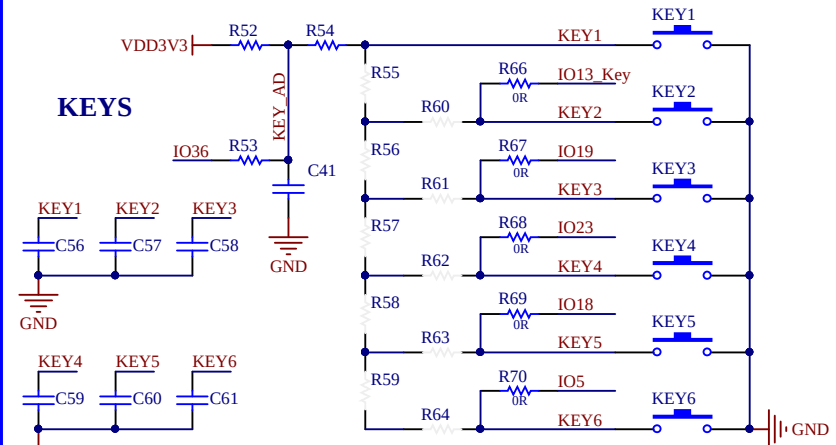 KEY1
R52
R54
VDD3V3
KEY1
R55
R66
IO13_Key
0R
KEY_AD
KEYS
KEY2
R60
KEY2
R53
IO36
R56
R67
IO19
0R
C41
KEY3
R61
KEY3
KEY1
KEY2
KEY3
R57
R68
IO23
0R
C56
C57
C58
KEY4
GND
R62
KEY4
R58
R69
IO18
0R
GND
KEY5
R63
KEY5
KEY4
KEY5
KEY6
R59
R70
IO5
0R
C59
C60
C61
KEY6
R64
KEY6
GND